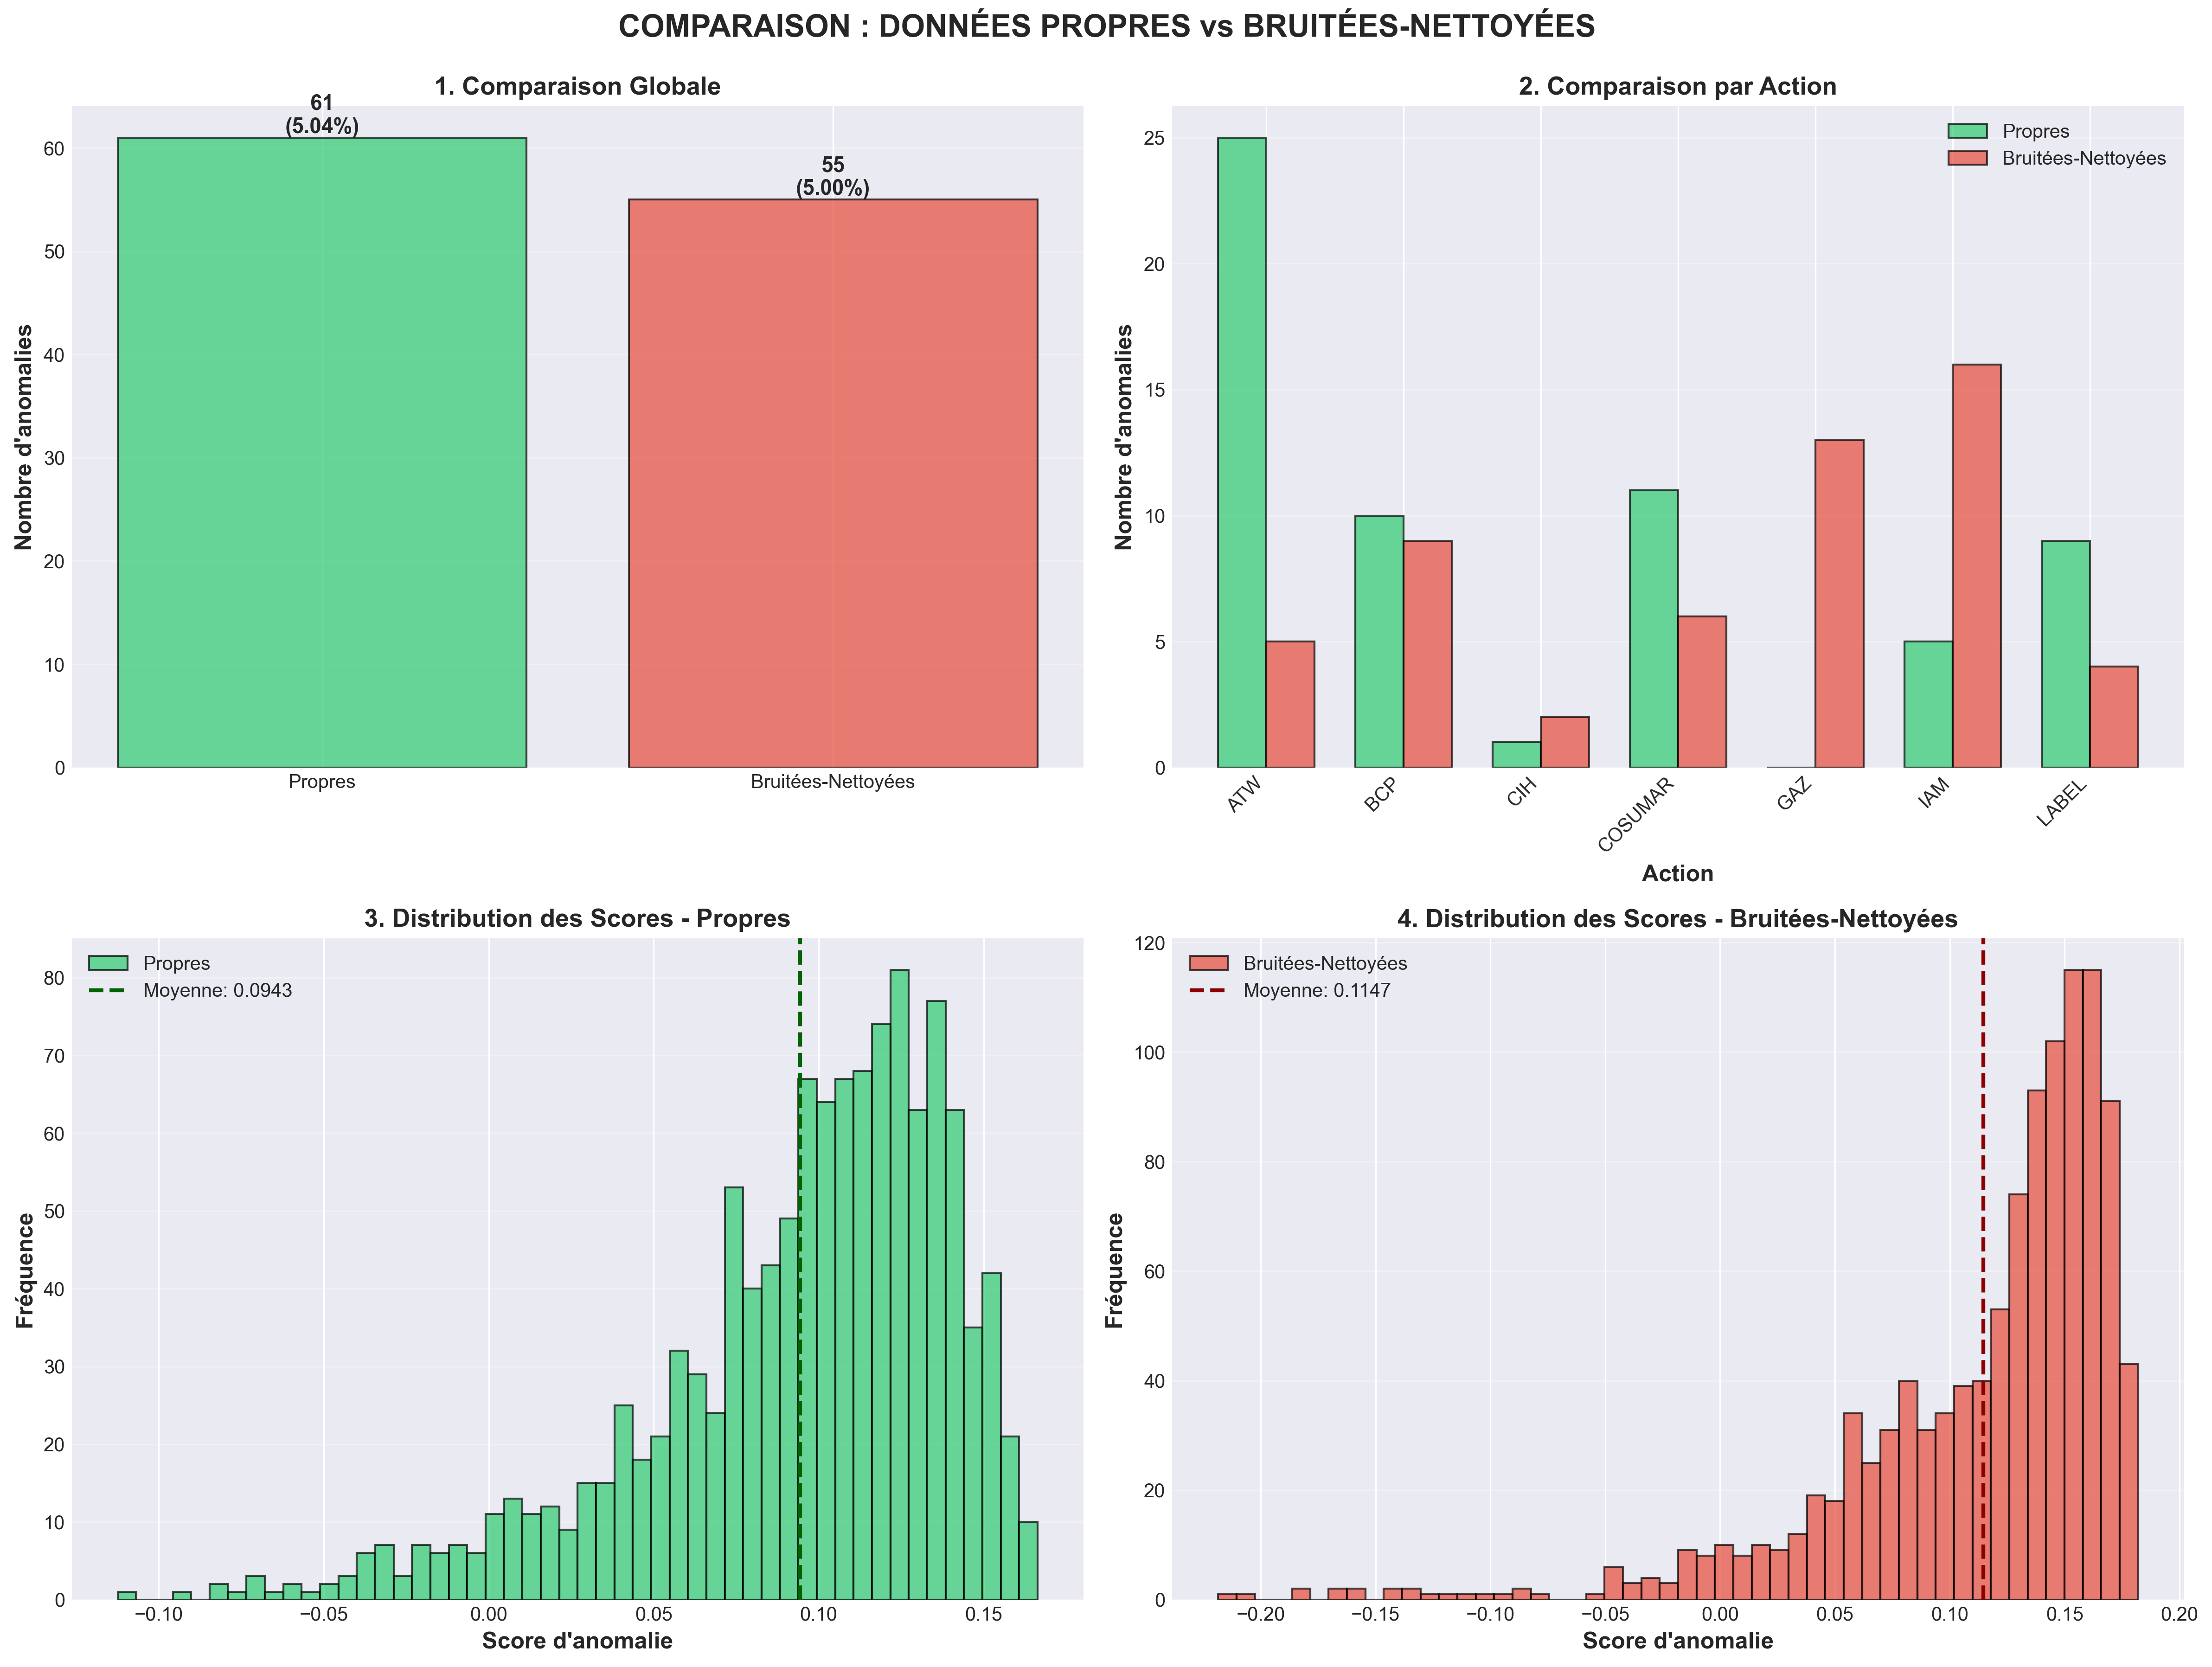 COMPARAISON : DONNÉES PROPRES vs BRUITÉES-NETTOYÉES
1. Comparaison Globale
61
(5.04%)
55
(5.00%)
Nombre d'anomalies
60
50
40
30
20
10
0
Propres
Bruitées-Nettoyées
2. Comparaison par Action
Propres
Bruitées-Nettoyées
Nombre d'anomalies
25
20
15
10
5
0
ATW
BCP
CIH
COSUMAR
GAZ
IAM
LABEL
Action
3. Distribution des Scores - Propres
Propres
Moyenne: 0.0943
Fréquence
80
70
60
50
40
30
20
10
0
−0.10
−0.05
0.00
0.05
0.10
0.15
Score d'anomalie
4. Distribution des Scores - Bruitées-Nettoyées
Bruitées-Nettoyées
Moyenne: 0.1147
Fréquence
120
100
80
60
40
20
0
−0.20
−0.15
−0.10
−0.05
0.00
0.05
0.10
0.15
0.20
Score d'anomalie